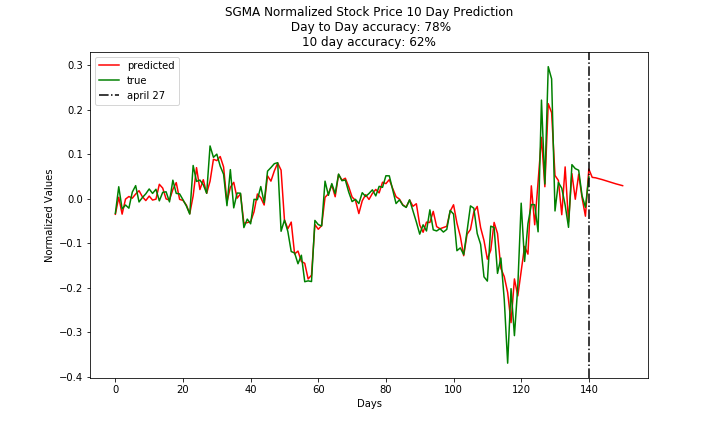 SGMA Normalized Stock Price 10 Day Prediction
Day to Day accuracy: 78%
10 day accuracy: 62%
predicted
true
april 27
Normalized Values
0.3
0.2
0.1
0.0
−0.1
−0.2
−0.3
−0.4
0 20 40 60 80 100 120 140
Days